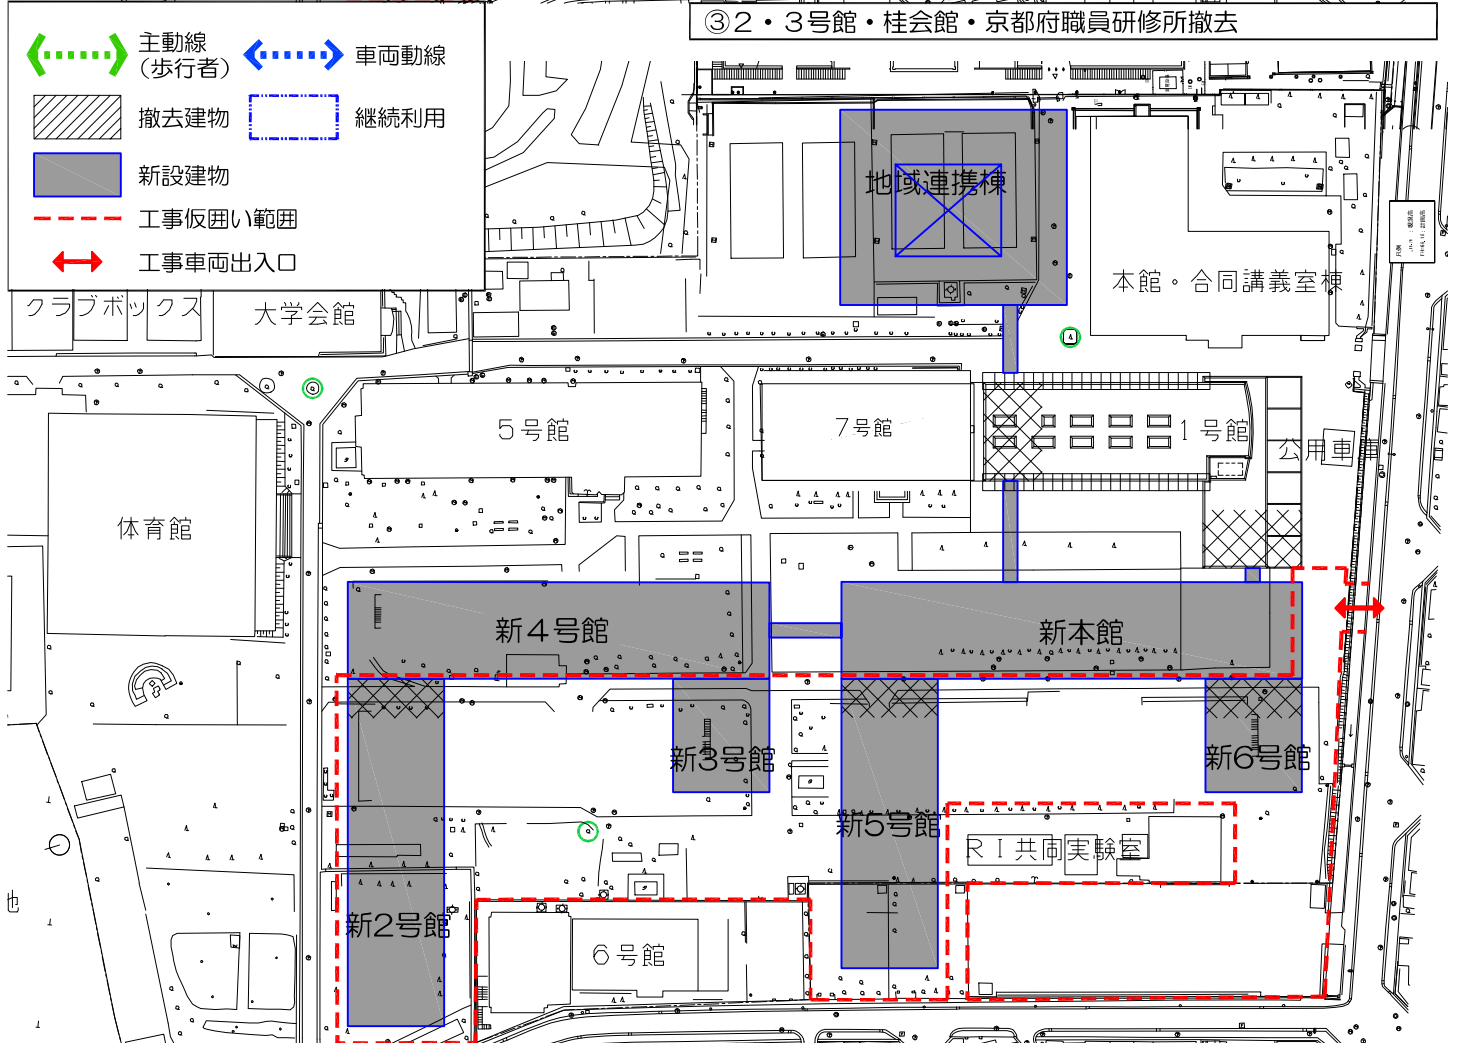 ③2・3号館・桂会館・京都府職員研修所撤去
主動線
（歩行者）
車両動線
撤去建物
継続利用
新設建物
工事仮囲い範囲
工事車両出入口
クラブボックス
大学会館
地域連携棟
本館・合同講義室棟
5号館
7号館
1号館
公用車庫
体育館
新4号館
新本館
新3号館
新6号館
新5号館
RI共同実験室
新2号館
6号館